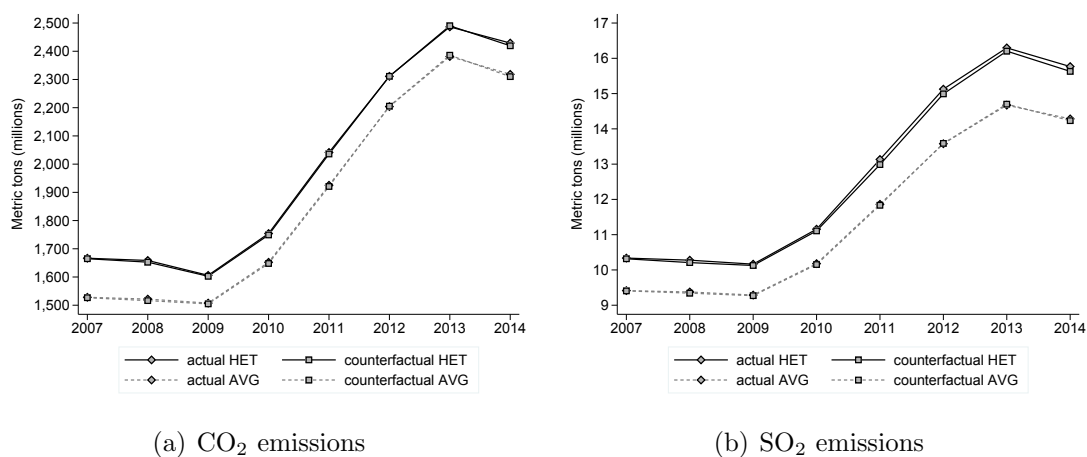 Metric tons (millions)
2,500
2,400
2,300
2,200
2,100
2,000
1,900
1,800
1,700
1,600
1,500
2007 2008 2009 2010 2011 2012 2013 2014
actual HET counterfactual HET
actual AVG counterfactual AVG
(a) CO₂ emissions
Metric tons (millions)
17
16
15
14
13
12
11
10
9
2007 2008 2009 2010 2011 2012 2013 2014
actual HET counterfactual HET
actual AVG counterfactual AVG
(b) SO₂ emissions